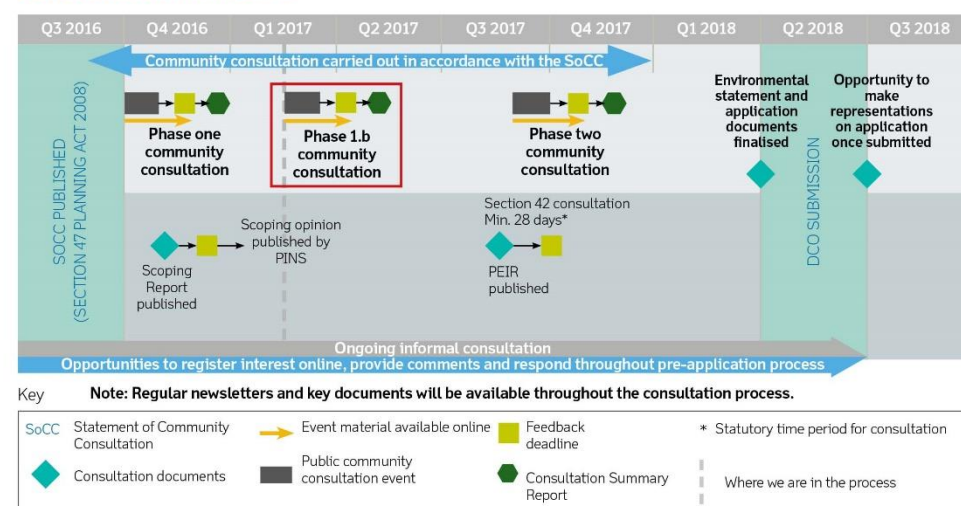 Q3 2016 Q4 2016 Q1 2017 Q2 2017 Q3 2017 Q4 2017 Q1 2018 Q2 2018 Q3 2018
Community consultation carried out in accordance with the SoCC
SOCC PUBLISHED
(SECTION 47 PLANNING ACT 2008)
Phase one
community
consultation
Phase 1.b
community
consultation
Phase two
community
consultation
Environmental
statement and
application
documents
finalised
DCO SUBMISSION
Opportunity to
make
representations
on application
once submitted
Scoping
Report
published
Scoping opinion
published by
PINS
Section 42 consultation
Min. 28 days*
PEIR
published
Ongoing informal consultation
Opportunities to register interest online, provide comments and respond throughout pre-application process
Key
Note: Regular newsletters and key documents will be available throughout the consultation process.
SoCC Statement of Community
Consultation
Consultation documents
Event material available online
Public community
consultation event
Feedback
deadline
Consultation Summary
Report
* Statutory time period for consultation
Where we are in the process